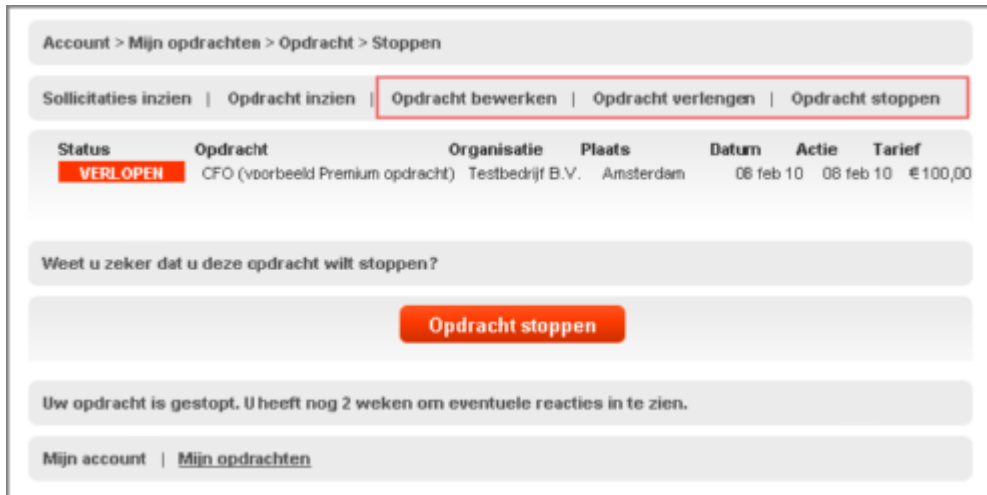 Account > Mijn opdrachten > Opdracht > Stoppen
Sollicitaties inzien | Opdracht inzien | Opdracht bewerken | Opdracht verlengen | Opdracht stoppen
Status Opdracht Organisatie Plaats Datum Actie Tarief
VERLOPEN CFO (voorbeeld Premium opdracht) Testbedrijf B.V. Amsterdam 08 feb 10 08 feb 10 €100,00
Weet u zeker dat u deze opdracht wilt stoppen?
Opdracht stoppen
Uw opdracht is gestopt. U heeft nog 2 weken om eventuele reacties in te zien.
Mijn account | Mijn opdrachten